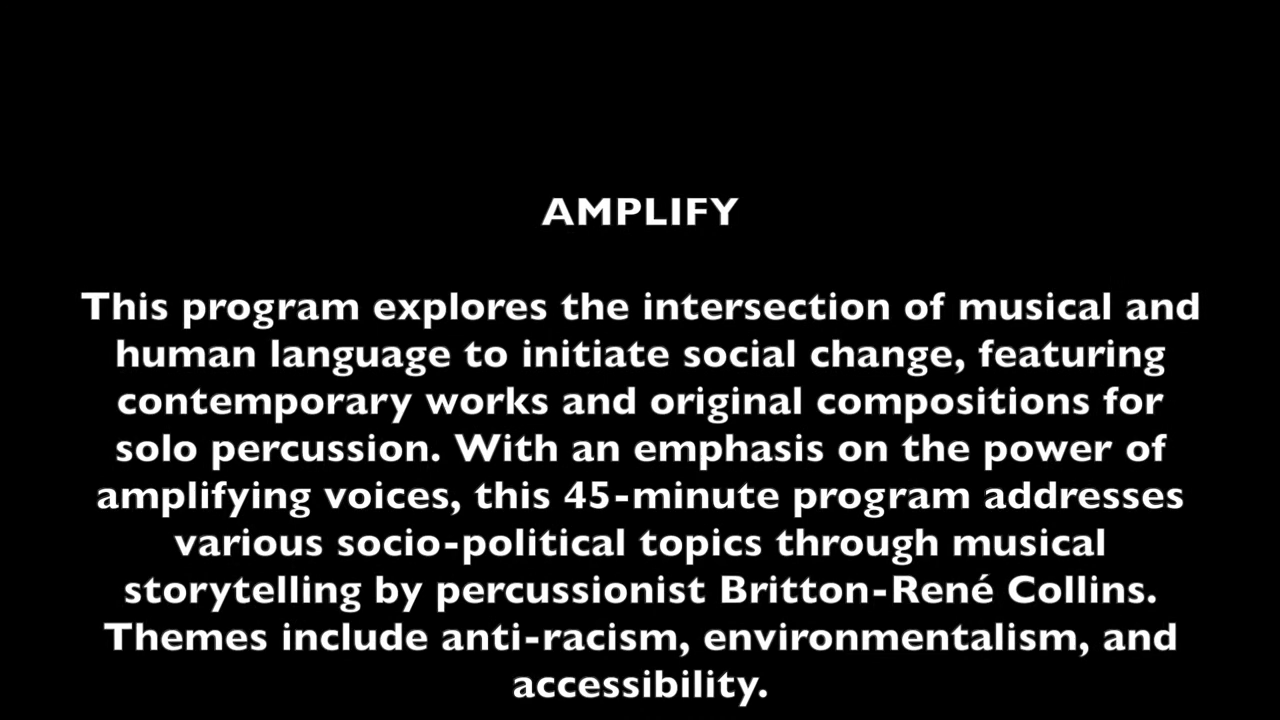 AMPLIFY
This program explores the intersection of musical and
human language to initiate social change, featuring
contemporary works and original compositions for
solo percussion. With an emphasis on the power of
amplifying voices, this 45-minute program addresses
various socio-political topics through musical
storytelling by percussionist Britton-René Collins.
Themes include anti-racism, environmentalism, and
accessibility.